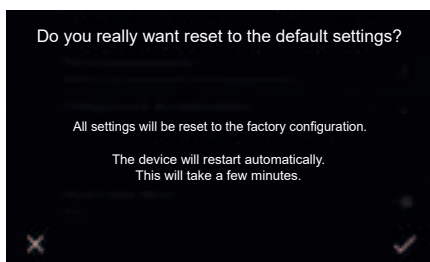 Do you really want reset to the default settings?
All settings will be reset to the factory configuration.
The device will restart automatically.
This will take a few minutes.